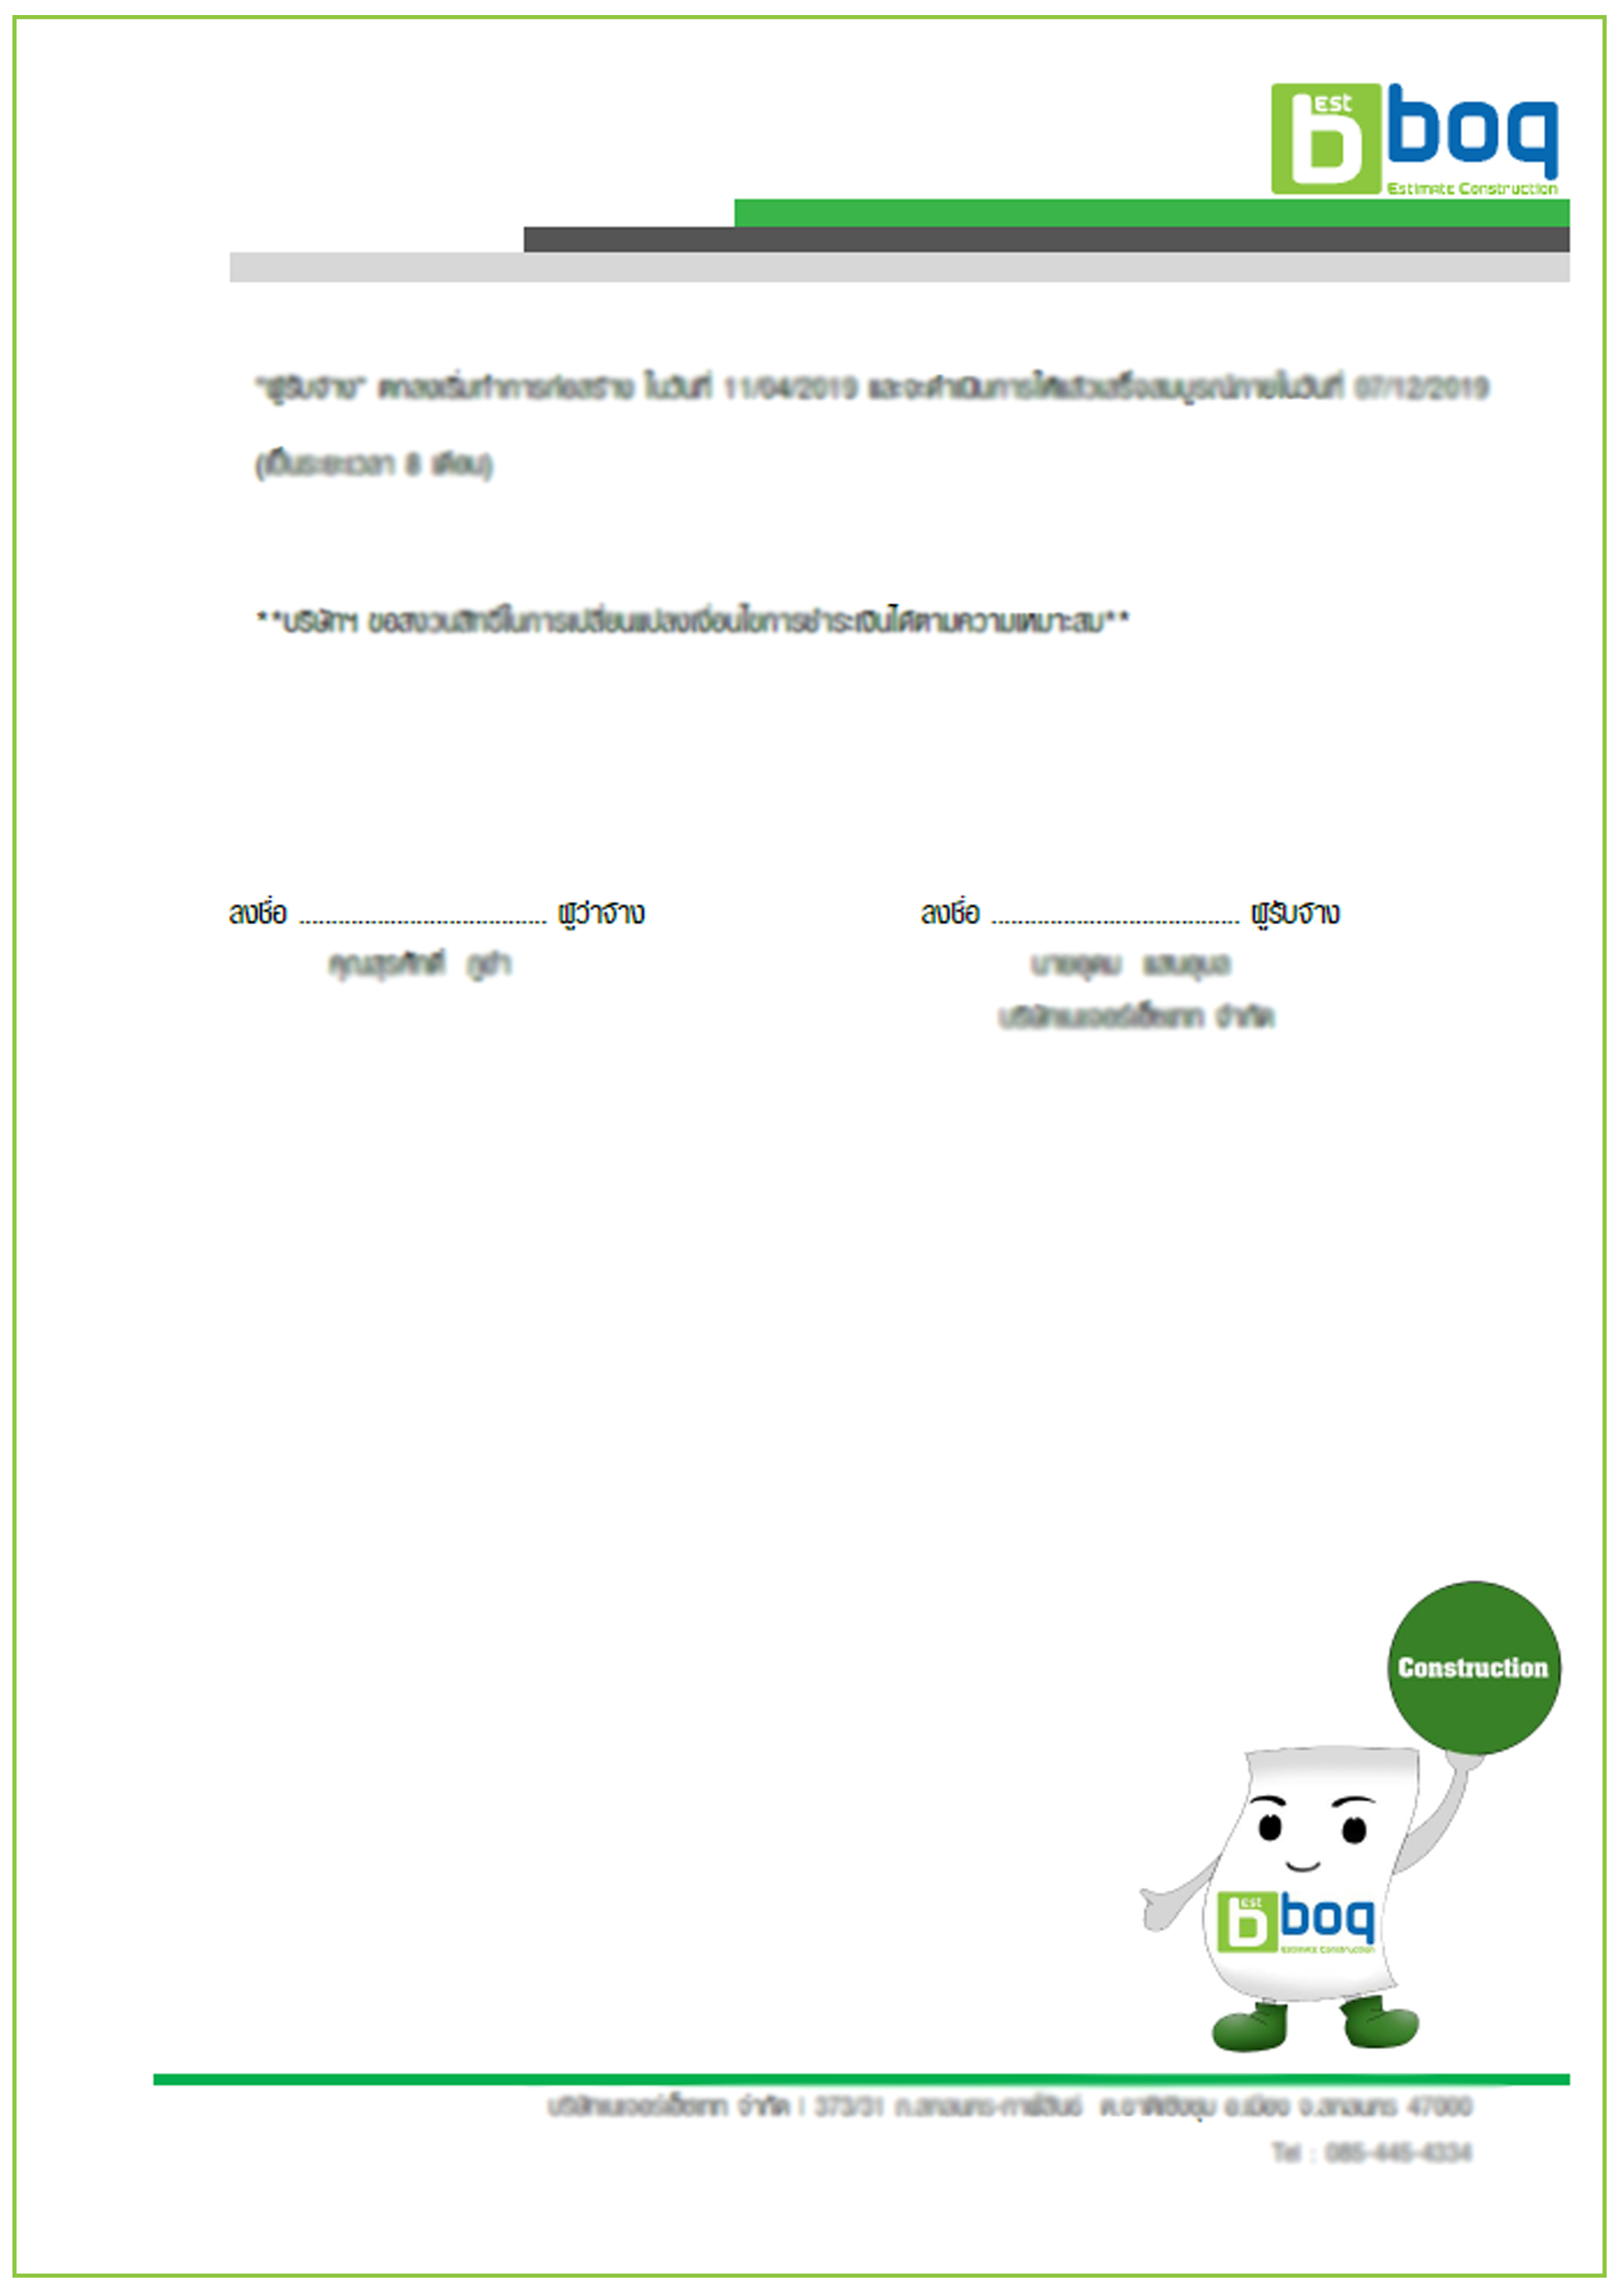 EST
b boq
Estimate Construction
"ผู้รับจ้าง" ตกลงเริ่มทำการก่อสร้าง ในวันที่ 11/04/2019 และจะดำเนินการให้แล้วเสร็จสมบูรณ์ภายในวันที่ 07/12/2019
(เป็นระยะเวลา 8 เดือน)
**บริษัทฯ ขอสงวนสิทธิ์ในการเปลี่ยนแปลงเงื่อนไขการชำระเงินได้ตามความเหมาะสม**
ลงชื่อ ...................................... ผู้ว่าจ้าง ลงชื่อ ...................................... ผู้รับจ้าง
จำกัด
Construction
EST
b boq
Estimate Construction
จำกัด | 373/31 47000
Tel : 085-445-4334